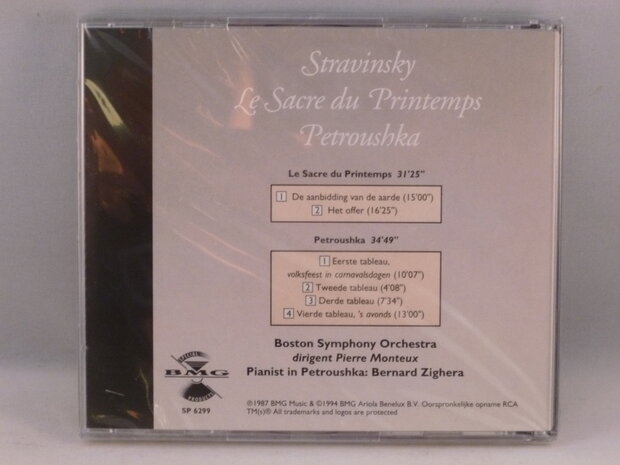 Stravinsky
Le Sacre du Printemps
Petroushka
Le Sacre du Printemps 31'25"
1 De aanbidding van de aarde (15'00")
2 Het offer (16'25")
Petroushka 34'49"
1 Eerste tableau,
volksfeest in carnavalsdagen (10'07")
2 Tweede tableau (4'08")
3 Derde tableau (7'34")
4 Vierde tableau, 's avonds (13'00")
Boston Symphony Orchestra
dirigent Pierre Monteux
Pianist in Petroushka: Bernard Zighera
SPECIAL
BMG
PRODUCTS
SP 6299
℗1987 BMG Music & ©1994 BMG Ariola Benelux B.V. Oorspronkelijke opname RCA
TM(s)® All trademarks and logos are protected